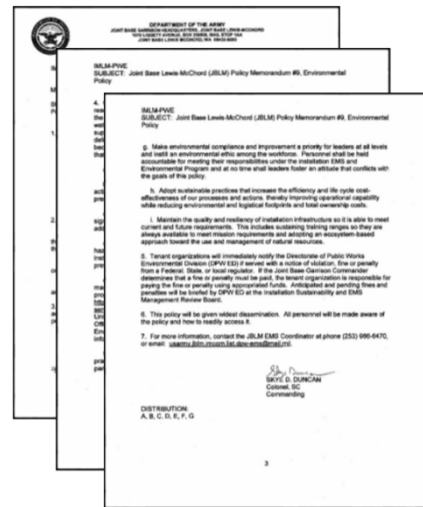 DEPARTMENT OF THE ARMY
JOINT BASE GARRISON HEADQUARTERS, JOINT BASE LEWIS-MCCHORD
IMLM-PWE
SUBJECT: Joint Base Lewis-McChord (JBLM) Policy Memorandum #9, Environmental
Policy
IMLM-PWE
SUBJECT: Joint Base Lewis-McChord (JBLM) Policy Memorandum #9, Environmental
Policy
g. Make environmental compliance and improvement a priority for leaders at all levels
and instill an environmental ethic among the workforce. Personnel shall be held
accountable for meeting their responsibilities under the installation EMS and
Environmental Program and at no time shall leaders foster an attitude that conflicts with
the goals of this policy.
h. Adopt sustainable practices that increase the efficiency and life cycle cost-
effectiveness of our processes and actions, thereby improving operational capability
while reducing environmental and logistical footprints and total ownership costs.
i. Maintain the quality and resiliency of installation infrastructure so it is able to meet
current and future requirements. This includes sustaining training ranges so they are
always available to meet mission requirements and adopting an ecosystem-based
approach toward the use and management of natural resources.
5. Tenant organizations will immediately notify the Directorate of Public Works
Environmental Division (DPW ED) if served with a notice of violation, fine or penalty
from a Federal, State, or local regulator. If the Joint Base Garrison Commander
determines that a fine or penalty must be paid, the tenant organization is responsible for
paying the fine or penalty using appropriated funds. Anticipated and pending fines and
penalties will be briefed by DPW ED at the Installation Sustainability and EMS
Management Review Board.
6. This policy will be given widest dissemination. All personnel will be made aware of
the policy and how to readily access it.
7. For more information, contact the JBLM EMS Coordinator at phone (253) 966-6470,
or email:
SKYE D. DUNCAN
Colonel, SC
Commanding
DISTRIBUTION:
A, B, C, D, E, F, G
3